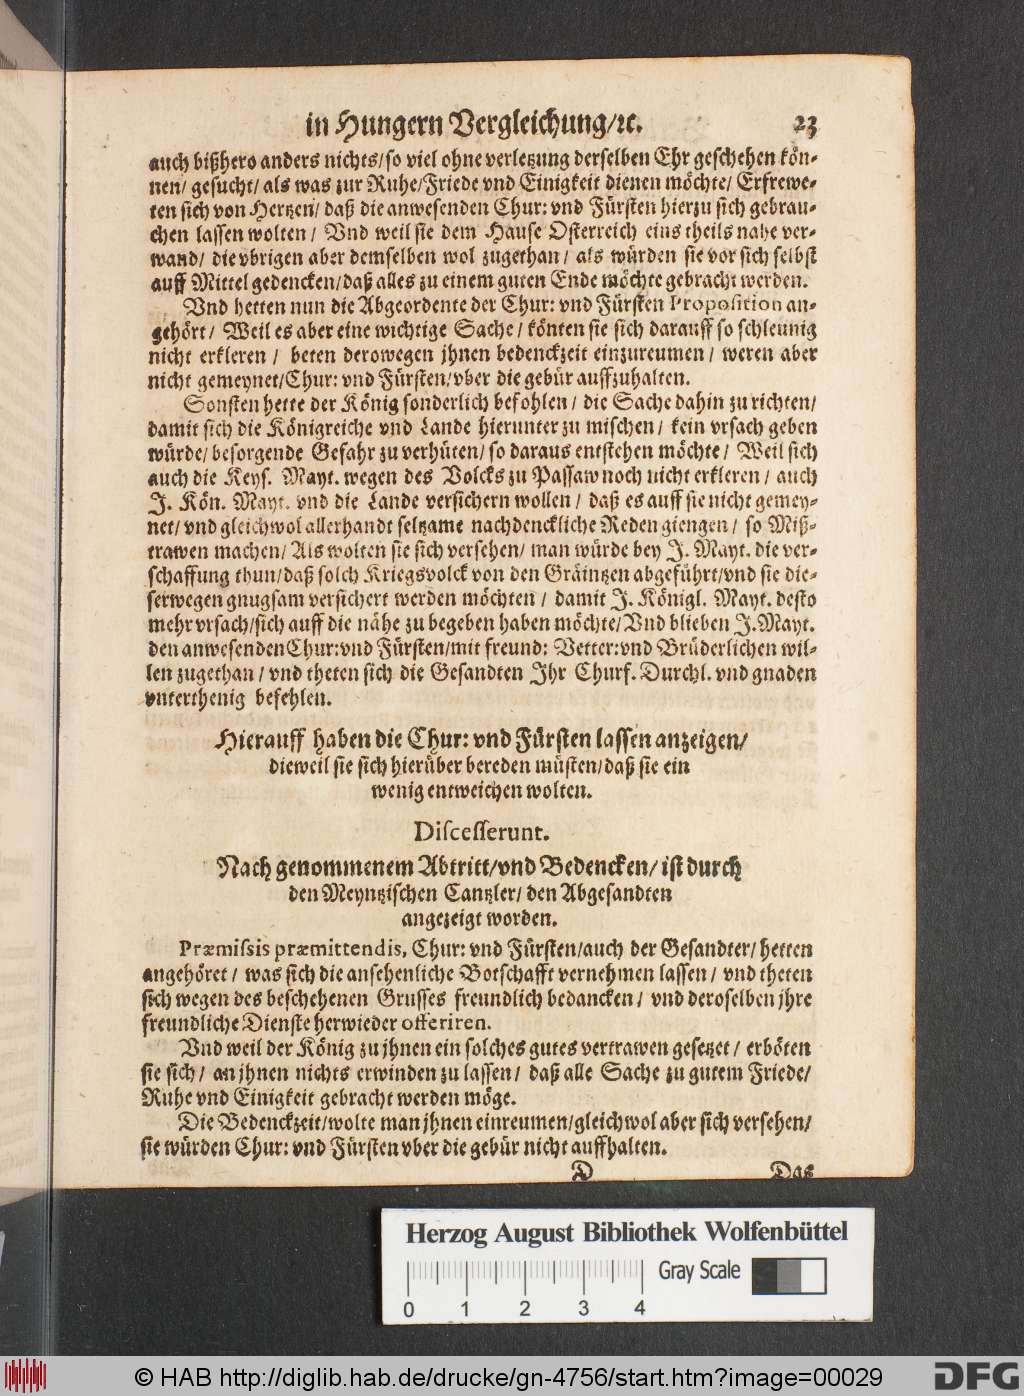 in Hungern Vergleichung/ꝛc. 23
auch bißhero anders nichts/so viel ohne verletzung derselben Ehr geschehen kön-
nen/ gesucht/ als was zur Ruhe/Friede vnd Einigkeit dienen möchte/ Erfrewe-
ten sich von Hertzen/ daß die anwesenden Chur: vnd Fürsten hierzu sich gebrau-
chen lassen wolten / Vnd weil sie dem Hause Osterreich eins theils nahe ver-
wand/ die vbrigen aber demselben wol zugethan/ als würden sie vor sich selbst
auff Mittel gedencken/daß alles zu einem guten Ende möchte gebracht werden.
Vnd hetten nun die Abgeordente der Chur: vnd Fürsten Proposition an-
gehört/ Weil es aber eine wichtige Sache / könten sie sich darauff so schleunig
nicht erkleren / beten derowegen jhnen bedenckzeit einzureumen / weren aber
nicht gemeynet/Chur: vnd Fürsten/vber die gebür auffzuhalten.
Sonsten hette der König sonderlich befohlen / die Sache dahin zu richten/
damit sich die Königreiche vnd Lande hierunter zu mischen / kein vrsach geben
würde/ besorgende Gefahr zu verhüten/ so daraus entstehen möchte / Weil sich
auch die Keys. Mayt. wegen des Volcks zu Passaw noch nicht erkleren / auch
J. Kön. Mayt. vnd die Lande versichern wollen / daß es auff sie nicht gemey-
net/ vnd gleichwol allerhandt seltzame nachdenckliche Reden giengen / so Miß-
trawen machen/ Als wolten sie sich versehen/ man würde bey J. Mayt. die ver-
schaffung thun/daß solch Kriegsvolck von den Gräintzen abgeführt/vnd sie die-
serwegen gnugsam versichert werden möchten / damit J. Königl. Mayt. desto
mehr vrsach/sich auff die nähe zu begeben haben möchte/ Vnd blieben J. Mayt.
den anwesenden Chur: vnd Fürsten/mit freund: Vetter: vnd Brüderlichen wil-
len zugethan / vnd theten sich die Gesandten Jhr Churf. Durchl. vnd gnaden
vnterthenig befehlen.
Hierauff haben die Chur: vnd Fürsten lassen anzeigen/
dieweil sie sich hierüber bereden müsten/daß sie ein
wenig entweichen wolten.
Discesserunt.
Nach genommenem Abtritt/vnd Bedencken/ ist durch
den Meyntzischen Cantzler/ den Abgesandten
angezeigt worden.
Præmissis præmittendis, Chur: vnd Fürsten/auch der Gesandter/ hetten
angehöret / was sich die ansehenliche Botschafft vernehmen lassen / vnd theten
sich wegen des beschehenen Grusses freundlich bedancken / vnd deroselben jhre
freundliche Dienste herwieder offeriren.
Vnd weil der König zu jhnen ein solches gutes vertrawen gesetzet / erböten
sie sich / an jhnen nichts erwinden zu lassen / daß alle Sache zu gutem Friede/
Ruhe vnd Einigkeit gebracht werden möge.
Die Bedenckzeit/wolte man jhnen einreumen/gleichwol aber sich versehen/
sie würden Chur: vnd Fürsten vber die gebür nicht auffhalten.
D Das
Herzog August Bibliothek Wolfenbüttel
Gray Scale
0 1 2 3 4
© HAB http://diglib.hab.de/drucke/gn-4756/start.htm?image=00029
DFG